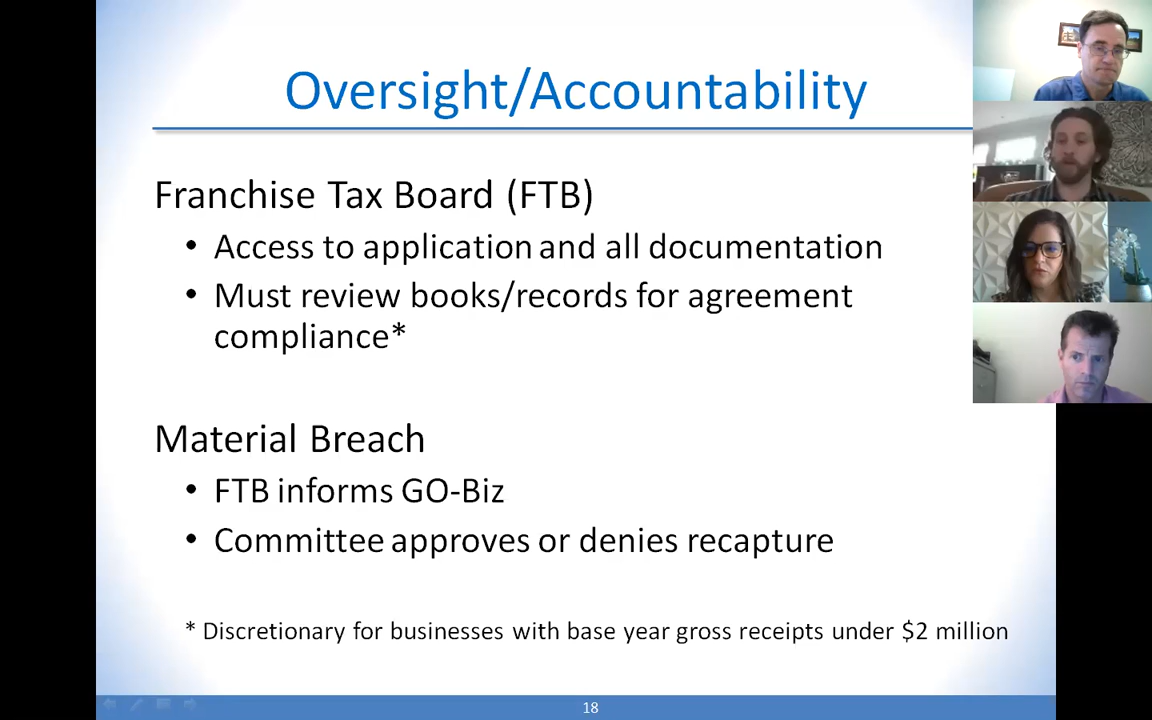 Oversight/Accountability
Franchise Tax Board (FTB)
• Access to application and all documentation
• Must review books/records for agreement
compliance*
Material Breach
• FTB informs GO-Biz
• Committee approves or denies recapture
* Discretionary for businesses with base year gross receipts under $2 million
18